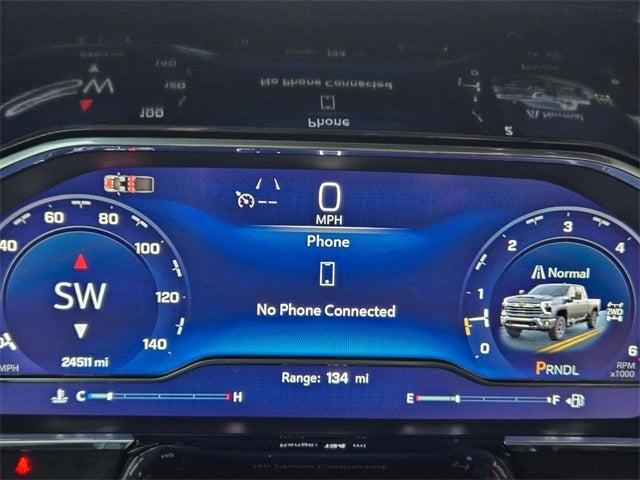 0
MPH
Phone
No Phone Connected
Range: 134 mi
40 60 80 100 120 140
SW
24511 mi
MPH
0 1 2 3 4 6
Normal
2WD
PRNDL
RPM
x1000
C H
E F